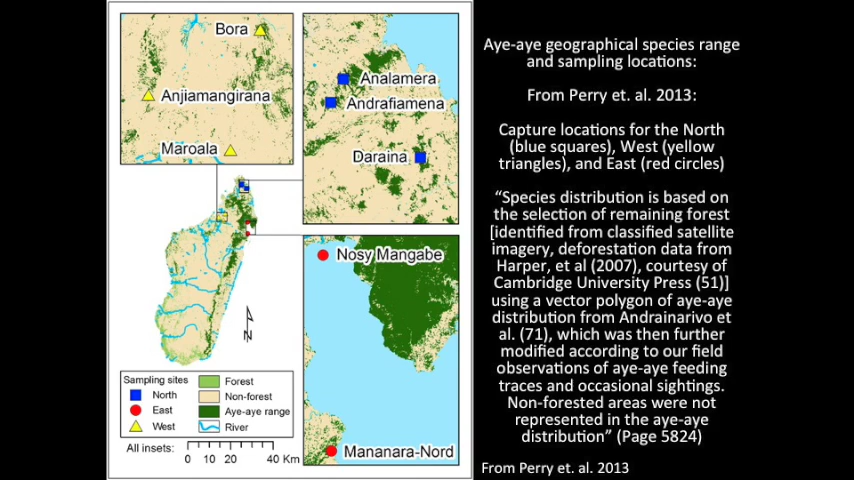 Bora
Anjiamangirana
Maroala
Analamera
Andrafiamena
Daraina
Nosy Mangabe
Mananara-Nord
N
Sampling sites
North
East
West
Forest
Non-forest
Aye-aye range
River
All insets:
0 10 20 40 Km
Aye-aye geographical species range
and sampling locations:
From Perry et. al. 2013:
Capture locations for the North
(blue squares), West (yellow
triangles), and East (red circles)
“Species distribution is based on
the selection of remaining forest
[identified from classified satellite
imagery, deforestation data from
Harper, et al (2007), courtesy of
Cambridge University Press (51)]
using a vector polygon of aye-aye
distribution from Andrainarivo et
al. (71), which was then further
modified according to our field
observations of aye-aye feeding
traces and occasional sightings.
Non-forested areas were not
represented in the aye-aye
distribution” (Page 5824)
From Perry et. al. 2013